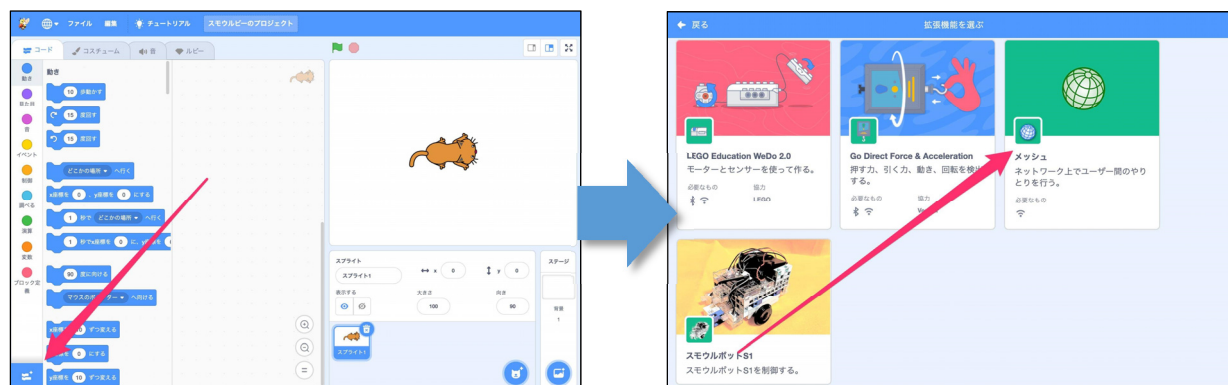 ファイル 編集 チュートリアル スモウルビーのプロジェクト
コード コスチューム 音 ルビー
動き
見た目
音
イベント
制御
調べる
演算
変数
ブロック定義
動き
10 歩動かす
15 度回す
15 度回す
どこかの場所 へ行く
x座標を 0 、y座標を 0 にする
1 秒で どこかの場所 へ行く
1 秒でx座標を 0 に、y座標を
90 度に向ける
マウスのポインター へ向ける
ずつ変える
0 にする
y座標を 10 ずつ変える
スプライト
スプライト1
x 0
y 0
表示する
大きさ
100
向き
90
スプライト1
ステージ
背景
1
戻る
拡張機能を選ぶ
LEGO Education WeDo 2.0
モーターとセンサーを使って作る。
必要なもの
協力
LEGO
Go Direct Force & Acceleration
押す力、引く力、動き、回転を検出
する。
必要なもの
協力
メッシュ
ネットワーク上でユーザー間のやり
とりを行う。
必要なもの
スモウルボットS1
スモウルボットS1を制御する。